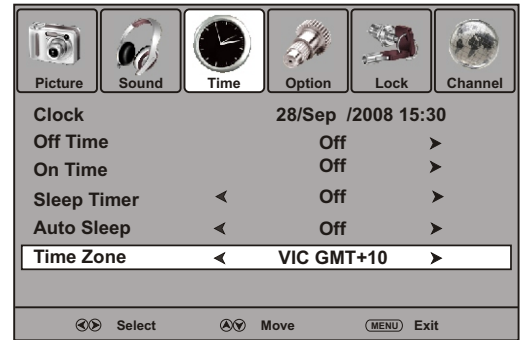 Picture Sound Time Option Lock Channel
Clock 28/Sep /2008 15:30
Off Time Off
On Time Off
Sleep Timer Off
Auto Sleep Off
Time Zone VIC GMT+10
Select Move MENU Exit